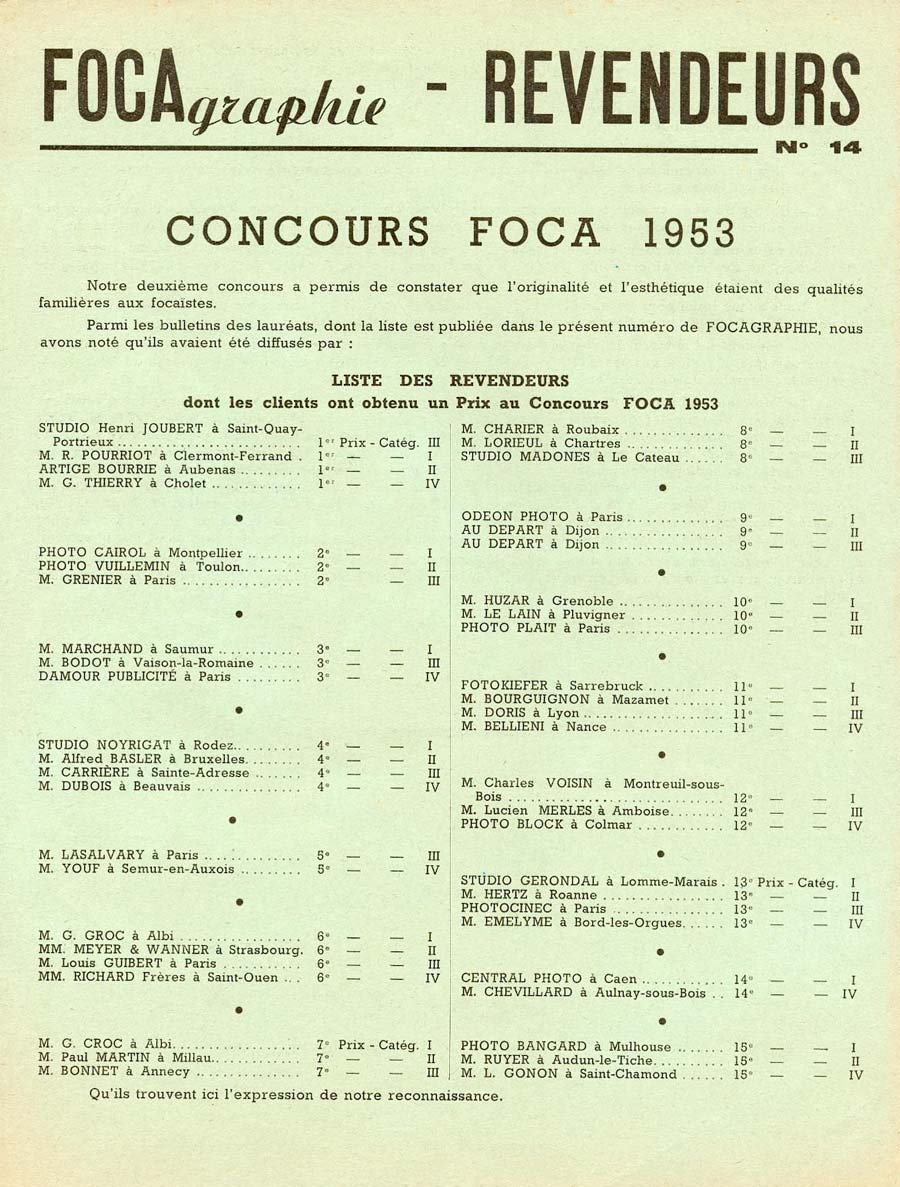 FOCAgraphie - REVENDEURS
N° 14
CONCOURS FOCA 1953
Notre deuxième concours a permis de constater que l'originalité et l'esthétique étaient des qualités
familières aux focaïstes.
Parmi les bulletins des lauréats, dont la liste est publiée dans le présent numéro de FOCAGRAPHIE, nous
avons noté qu'ils avaient été diffusés par :
LISTE DES REVENDEURS
dont les clients ont obtenu un Prix au Concours FOCA 1953
STUDIO Henri JOUBERT à Saint-Quay-
Portrieux .......................... 1er Prix - Catég. III
M. R. POURRIOT à Clermont-Ferrand . 1er — — I
ARTIGE BOURRIE à Aubenas ......... 1er — — II
M. G. THIERRY à Cholet ............. 1er — — IV
●
PHOTO CAIROL à Montpellier ........ 2e — — I
PHOTO VUILLEMIN à Toulon......... 2e — — II
M. GRENIER à Paris ................. 2e — III
●
M. MARCHAND à Saumur ............ 3e — — I
M. BODOT à Vaison-la-Romaine ...... 3e — — III
DAMOUR PUBLICITÉ à Paris ......... 3e — — IV
●
STUDIO NOYRIGAT à Rodez.......... 4e — — I
M. Alfred BASLER à Bruxelles........ 4e — — II
M. CARRIÈRE à Sainte-Adresse ....... 4e — — III
M. DUBOIS à Beauvais ............... 4e — — IV
●
M. LASALVARY à Paris .............. 5e — — III
M. YOUF à Semur-en-Auxois ......... 5e — — IV
●
M. G. GROC à Albi ................. 6e — — I
MM. MEYER & WANNER à Strasbourg. 6e — — II
M. Louis GUIBERT à Paris ........... 6e — — III
MM. RICHARD Frères à Saint-Ouen ... 6e — — IV
●
M. G. CROC à Albi.................. 7e Prix - Catég. I
M. Paul MARTIN à Millau............ 7e — — II
M. BONNET à Annecy ............... 7e — — III
M. CHARIER à Roubaix .............. 8e — — I
M. LORIEUL à Chartres .............. 8e — — II
STUDIO MADONES à Le Cateau ...... 8e — — III
●
ODEON PHOTO à Paris .............. 9e — — I
AU DEPART à Dijon ................. 9e — — II
AU DEPART à Dijon ................. 9e — — III
●
M. HUZAR à Grenoble ............... 10e — — I
M. LE LAIN à Pluvigner .............. 10e — — II
PHOTO PLAIT à Paris ............... 10e — — III
●
FOTOKIEFER à Sarrebruck ........... 11e — — I
M. BOURGUIGNON à Mazamet ....... 11e — — II
M. DORIS à Lyon .................... 11e — — III
M. BELLIENI à Nance ................ 11e — — IV
●
M. Charles VOISIN à Montreuil-sous-
Bois ............................... 12e — — I
M. Lucien MERLES à Amboise........ 12e — — III
PHOTO BLOCK à Colmar ............ 12e — — IV
●
STUDIO GERONDAL à Lomme-Marais . 13e Prix - Catég. I
M. HERTZ à Roanne ................. 13e — — II
PHOTOCINEC à Paris ................ 13e — — III
M. EMELYME à Bord-les-Orgues...... 13e — — IV
●
CENTRAL PHOTO à Caen ............ 14e — — I
M. CHEVILLARD à Aulnay-sous-Bois .. 14e — — IV
●
PHOTO BANGARD à Mulhouse ....... 15e — — I
M. RUYER à Audun-le-Tiche.......... 15e — — II
M. L. GONON à Saint-Chamond ...... 15e — — IV
Qu'ils trouvent ici l'expression de notre reconnaissance.